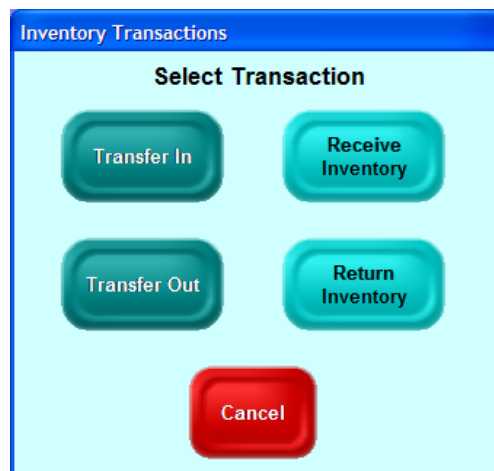 Inventory Transactions
Select Transaction
Transfer In
Receive
Inventory
Transfer Out
Return
Inventory
Cancel